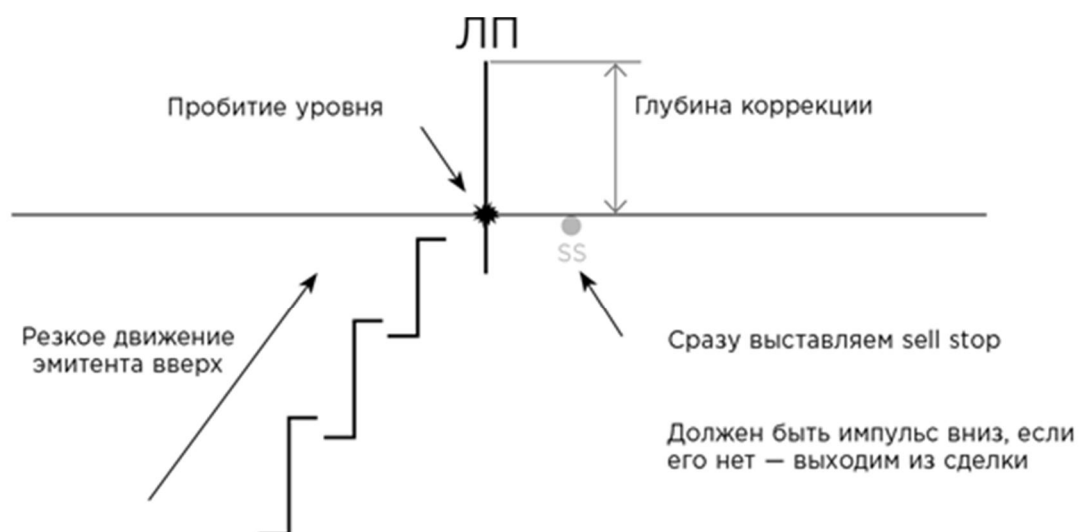 ЛП
Пробитие уровня
Глубина коррекции
SS
Резкое движение
эмитента вверх
Сразу выставляем sell stop
Должен быть импульс вниз, если
его нет — выходим из сделки